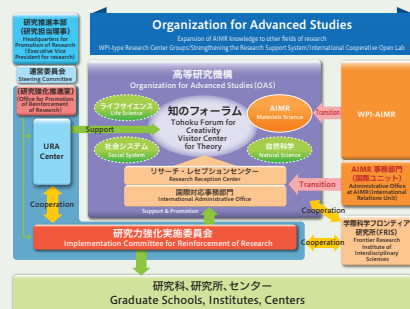 Organization for Advanced Studies
Expansion of AIMR knowledge to other fields of research
WPI-type Research Center Groups/Strengthening the Research Support System/International Cooperative Open Lab
研究推進本部
(研究担当理事)
Headquarters for
Promotion of Research
(Executive Vice
President for research)
運営委員会
Steering Committee
(研究強化推進室)
(Office for Promotion
of Reinforcement
of Research)
URA
Center
Support
Cooperation
高等研究機構
Organization for Advanced Studies (OAS)
ライフサイエンス
Life Science
知のフォーラム
Tohoku Forum for
Creativity
Visitor Center
for Theory
AIMR
Materials Science
社会システム
Social System
自然科学
Natural Science
リサーチ・レセプションセンター
Research Reception Center
国際対応事務部門
International Administrative Office
Support & Promotion
Transition
WPI-AIMR
Transition
AIMR 事務部門
(国際ユニット)
Administrative Office
at AIMR(International
Relations Unit)
Cooperation
学際科学フロンティア
研究所(FRIS)
Frontier Research
Institute of
Interdisciplinary
Sciences
Cooperation
研究力強化実施委員会
Implementation Committee for Reinforcement of Research
研究科、研究所、センター
Graduate Schools, Institutes, Centers